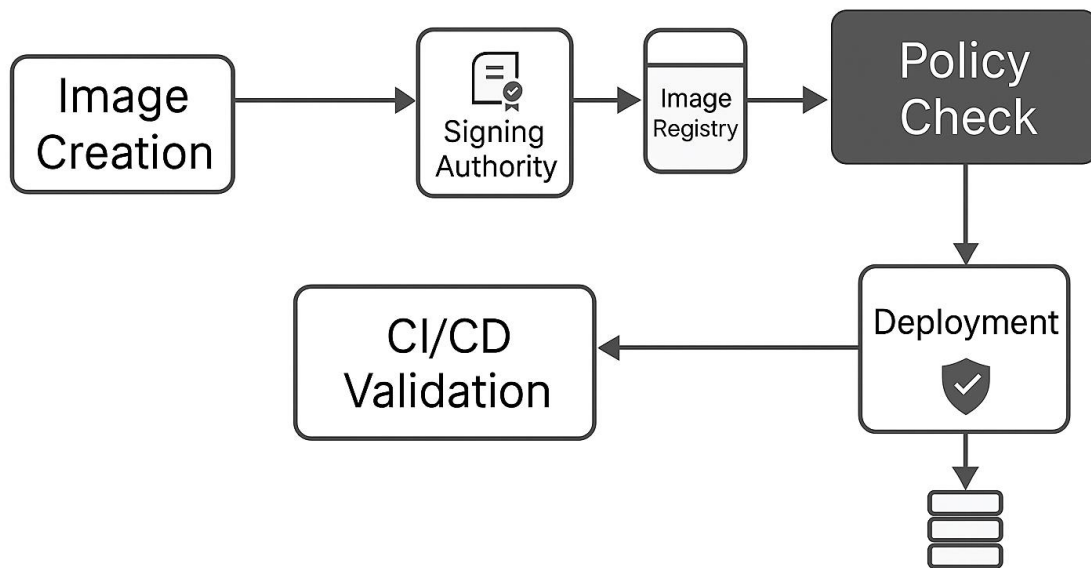 Image
Creation
Signing
Authority
Image
Registry
Policy
Check
Deployment
CI/CD
Validation